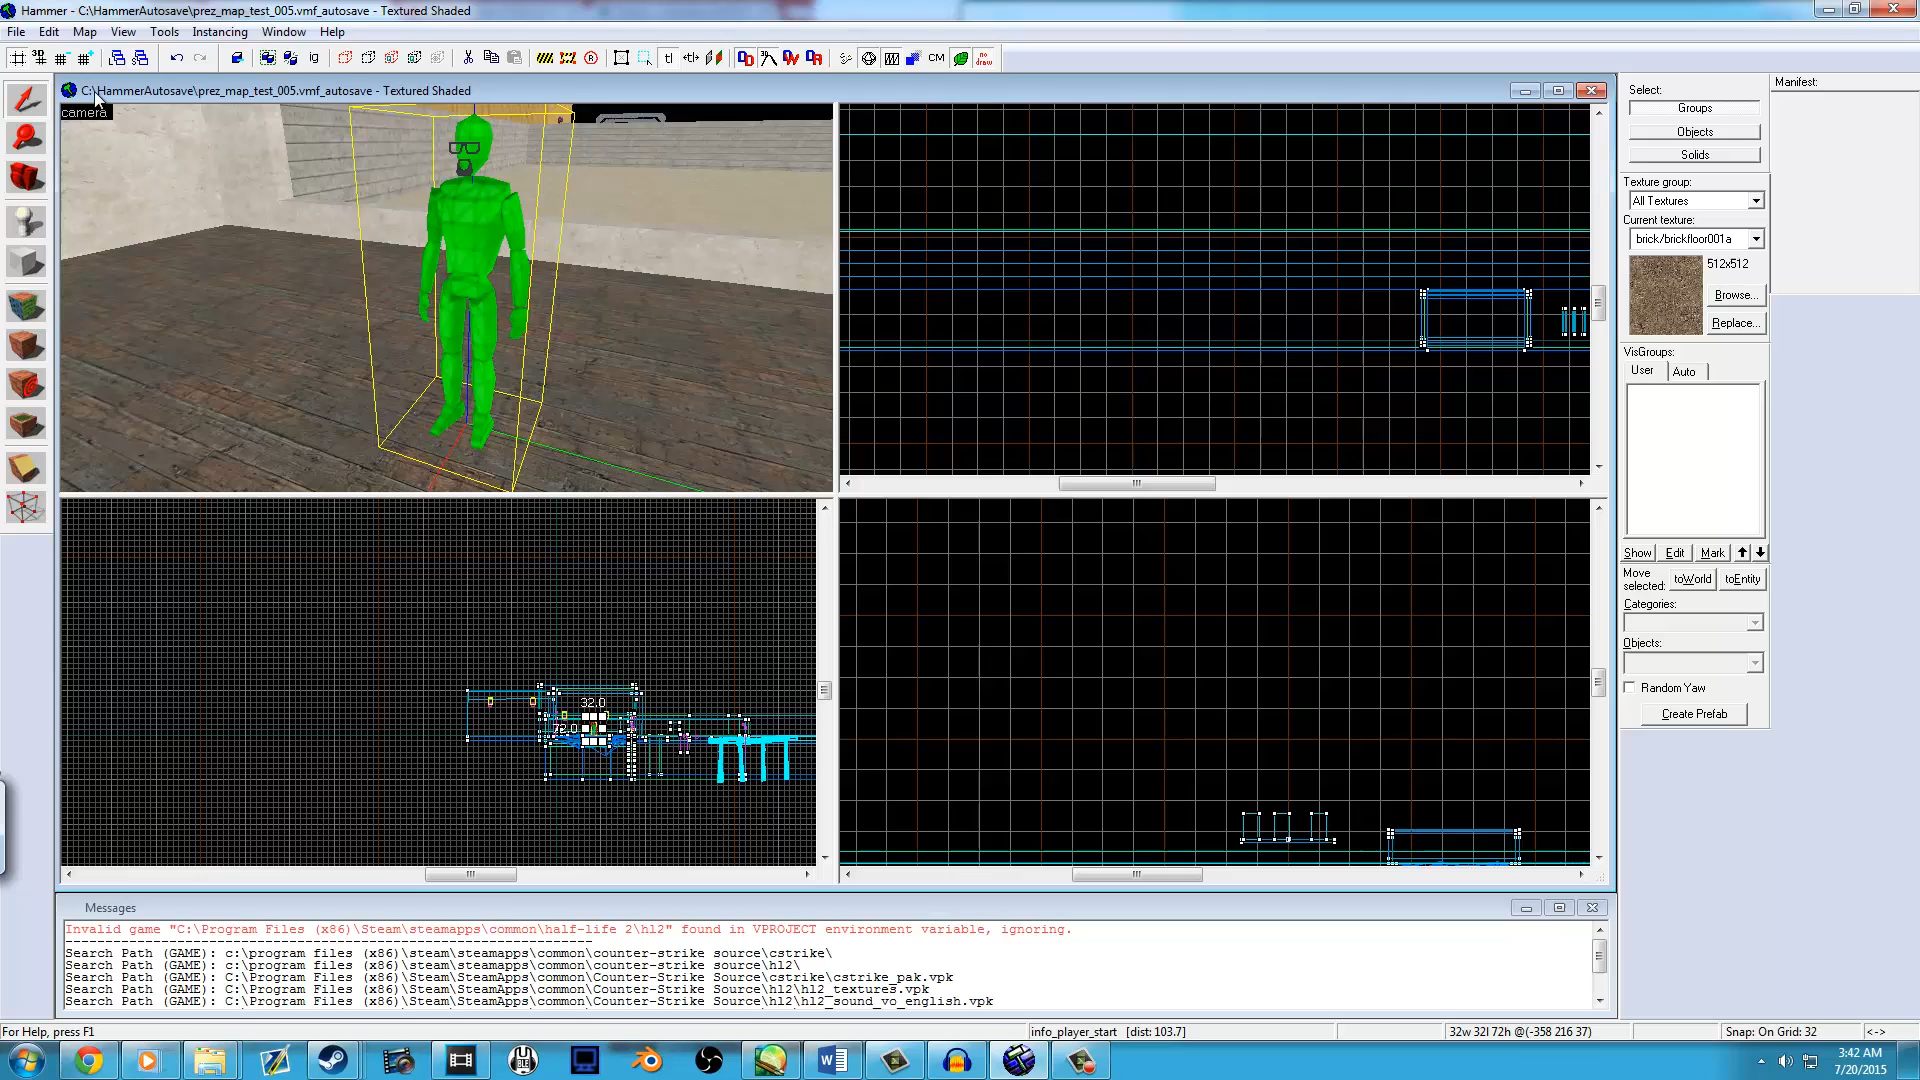 Hammer - C:\HammerAutosave\prez_map_test_005.vmf_autosave - Textured Shaded
File Edit Map View Tools Instancing Window Help
3D ig tl CM no draw
C:\HammerAutosave\prez_map_test_005.vmf_autosave - Textured Shaded
camera
32.0
72.0
Select:
Groups
Objects
Solids
Texture group:
All Textures
Current texture:
brick/brickfloor001a
512x512
Browse...
Replace...
VisGroups:
User Auto
Show Edit Mark
Move selected: toWorld toEntity
Categories:
Objects:
Random Yaw
Create Prefab
Manifest:
Messages
Invalid game "C:\Program Files (x86)\Steam\steamapps\common\half-life 2\hl2" found in VPROJECT environment variable, ignoring.
Search Path (GAME): c:\program files (x86)\steam\steamapps\common\counter-strike source\cstrike\
Search Path (GAME): c:\program files (x86)\steam\steamapps\common\counter-strike source\hl2\
Search Path (GAME): C:\Program Files (x86)\Steam\SteamApps\common\Counter-Strike Source\cstrike\cstrike_pak.vpk
Search Path (GAME): C:\Program Files (x86)\Steam\SteamApps\common\Counter-Strike Source\hl2\hl2_textures.vpk
Search Path (GAME): C:\Program Files (x86)\Steam\SteamApps\common\Counter-Strike Source\hl2\hl2_sound_vo_english.vpk
For Help, press F1
info_player_start [dist: 103.7]
32w 32l 72h @(-358 216 37)
Snap: On Grid: 32
<->
3:42 AM
7/20/2015